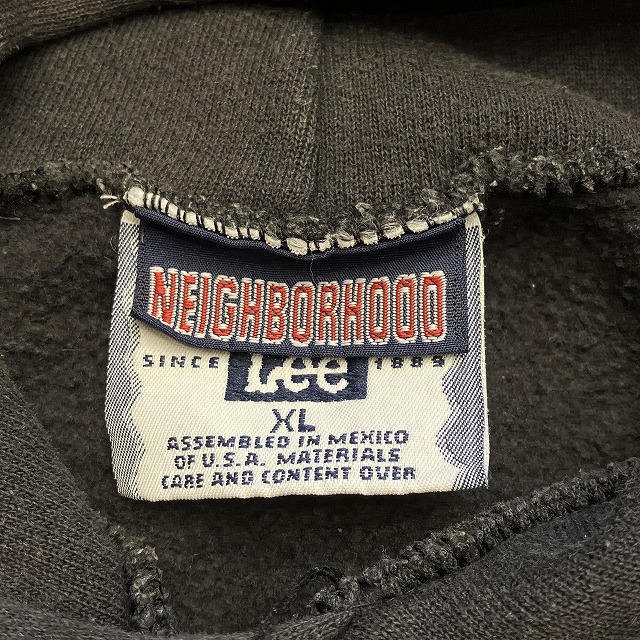 NEIGHBORHOOD
SINCE Lee 1889
XL
ASSEMBLED IN MEXICO
OF U.S.A. MATERIALS
CARE AND CONTENT OVER